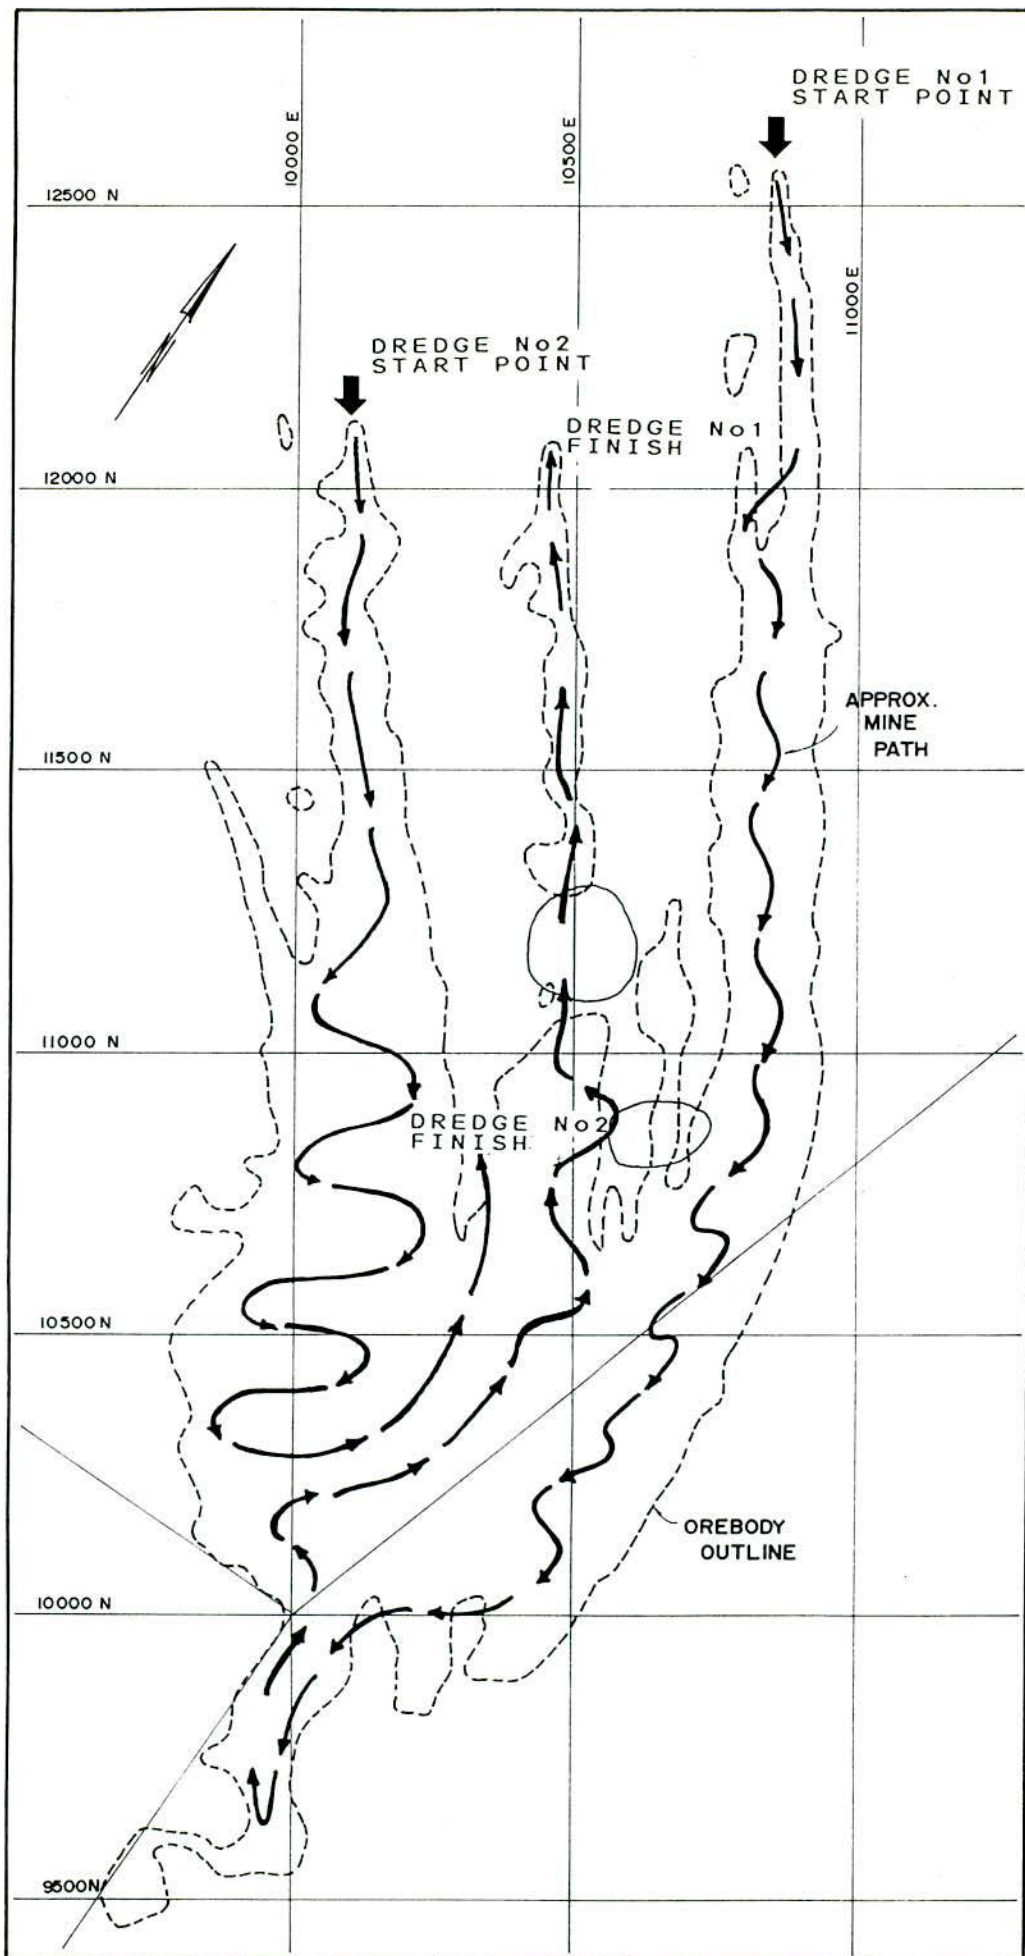 DREDGE No1
START POINT
10000 E
10500 E
12500 N
11000 E
DREDGE No2
START POINT
DREDGE No1
FINISH
12000 N
APPROX.
MINE
PATH
11500 N
11000 N
DREDGE No2
FINISH
10500 N
OREBODY
OUTLINE
10000 N
9500N